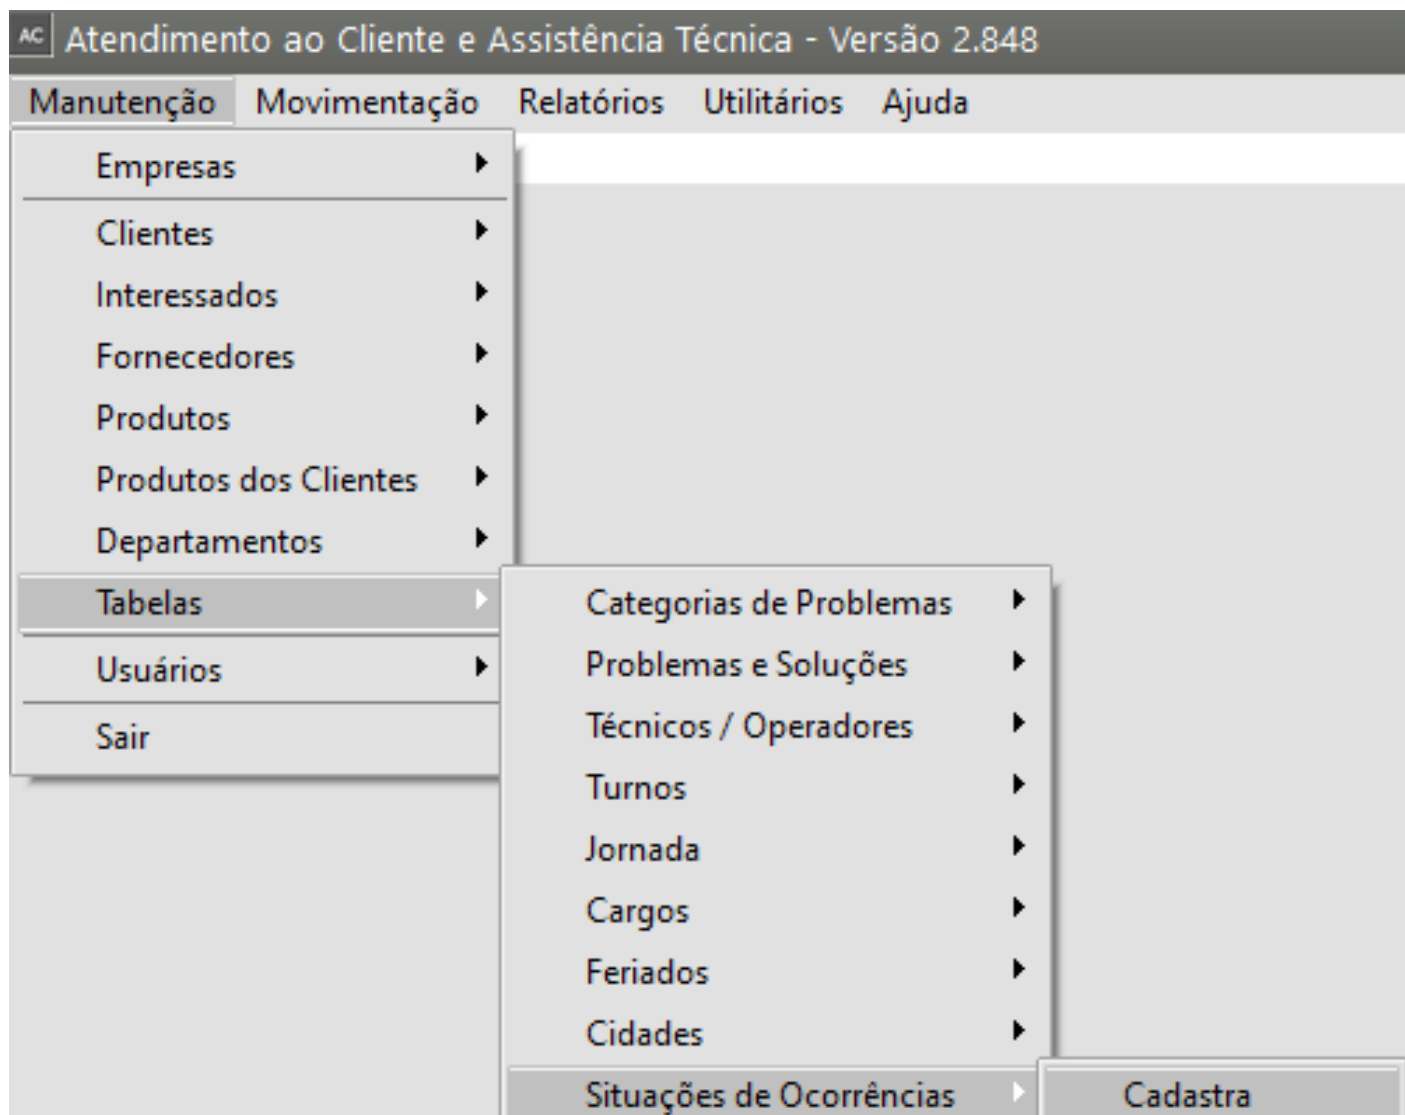 AC Atendimento ao Cliente e Assistência Técnica - Versão 2.848
Manutenção Movimentação Relatórios Utilitários Ajuda
Empresas
Clientes
Interessados
Fornecedores
Produtos
Produtos dos Clientes
Departamentos
Tabelas
Usuários
Sair
Categorias de Problemas
Problemas e Soluções
Técnicos / Operadores
Turnos
Jornada
Cargos
Feriados
Cidades
Situações de Ocorrências
Cadastra